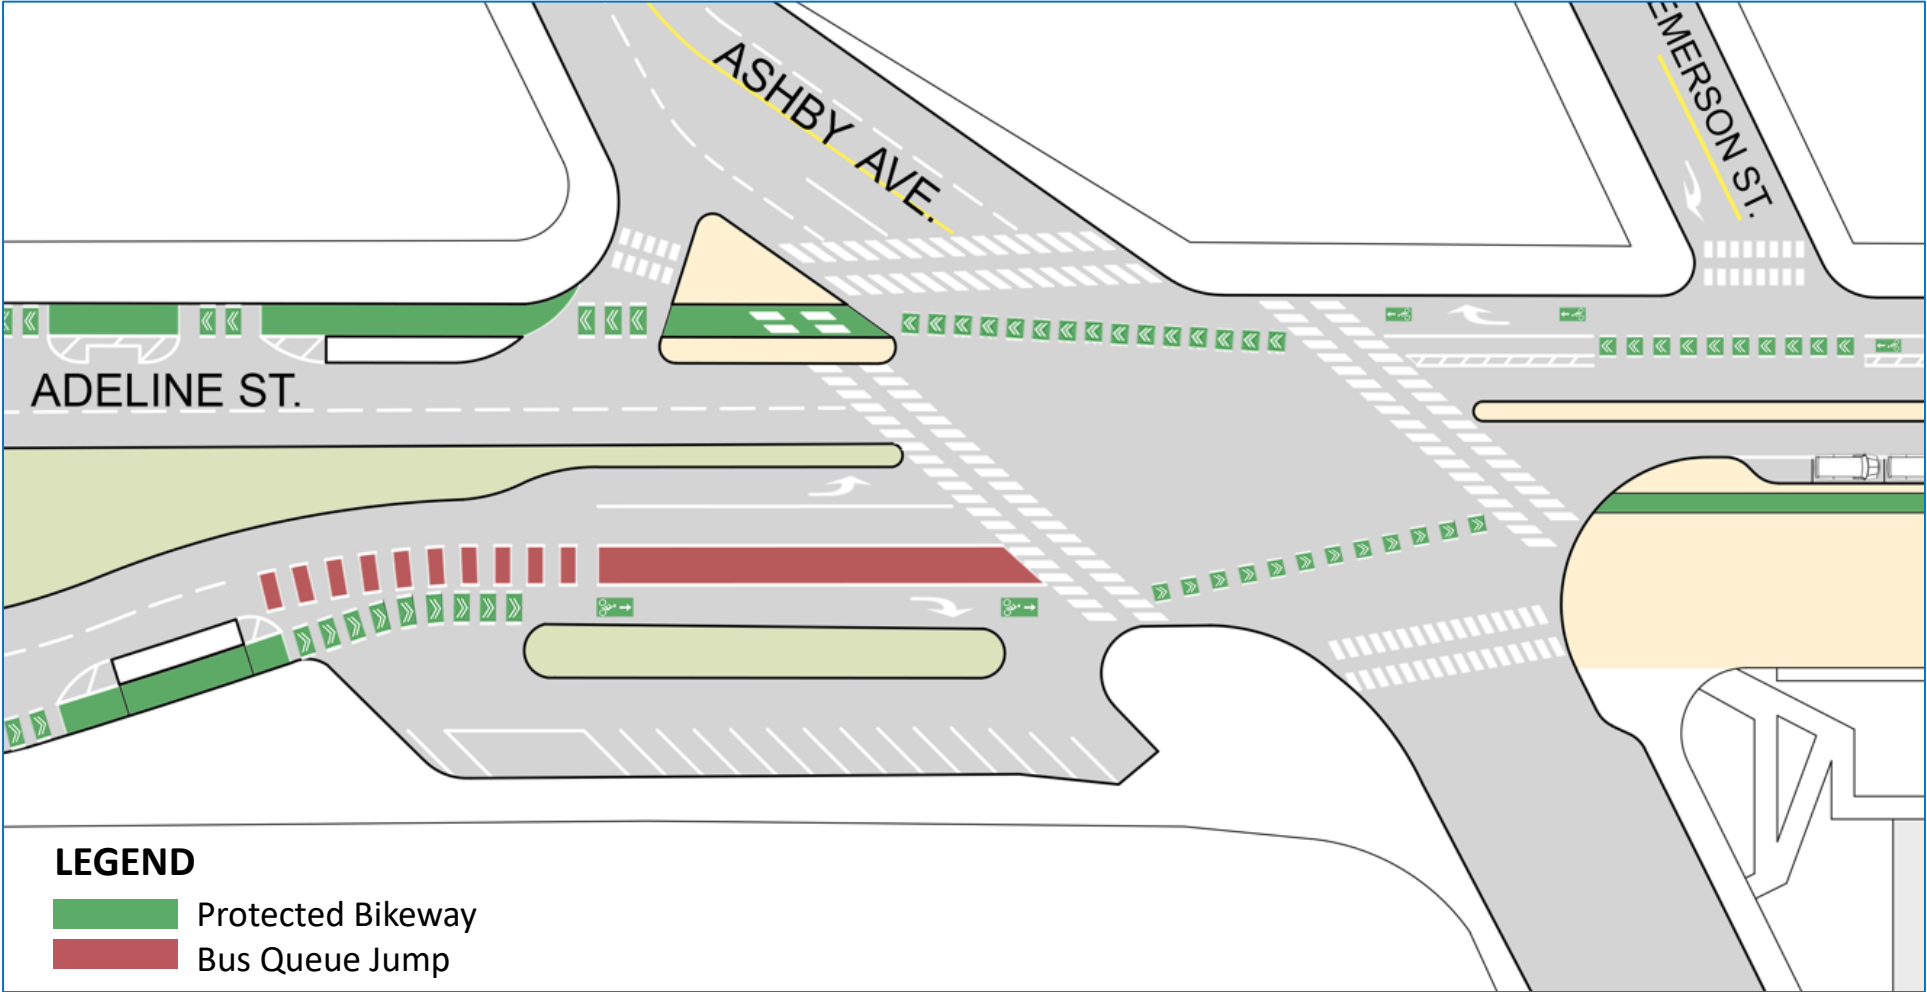 ASHBY AVE.
EMERSON ST.
ADELINE ST.
LEGEND
Protected Bikeway
Bus Queue Jump